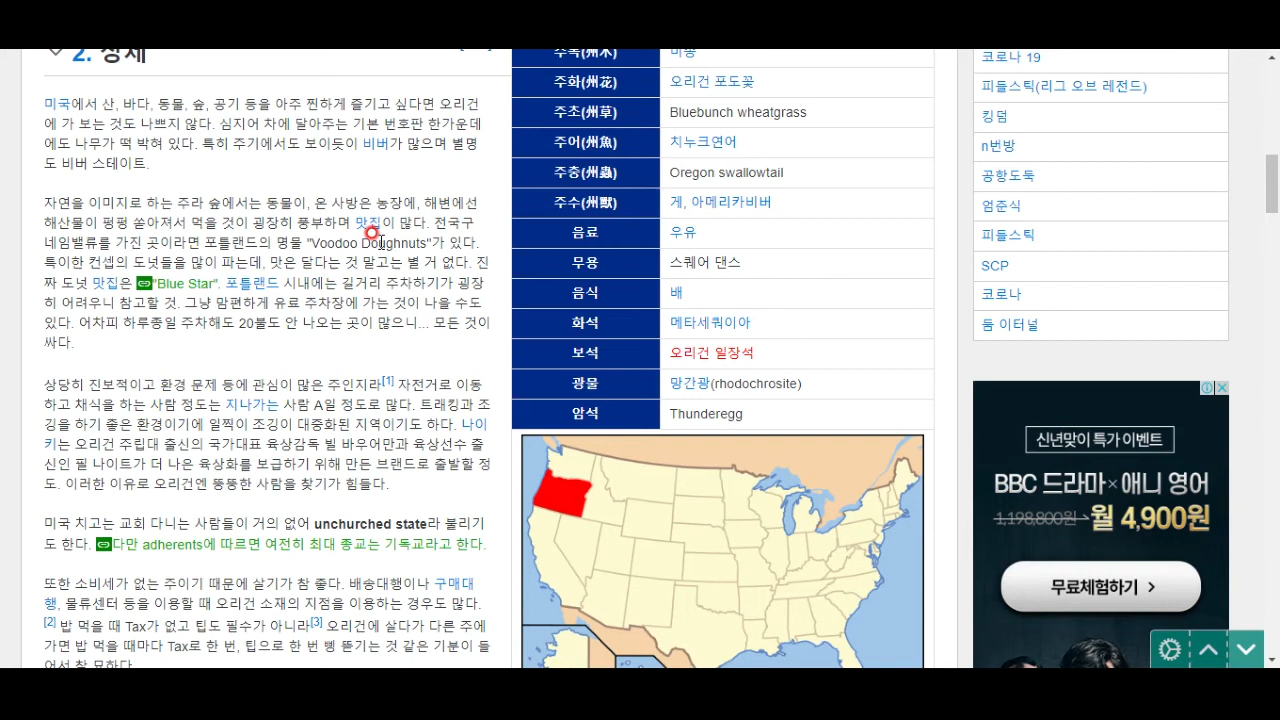 2. 상세
미국에서 산, 바다, 동물, 숲, 공기 등을 아주 찐하게 즐기고 싶다면 오리건
에 가 보는 것도 나쁘지 않다. 심지어 차에 달아주는 기본 번호판 한가운데
에도 나무가 떡 박혀 있다. 특히 주기에서도 보이듯이 비버가 많으며 별명
도 비버 스테이트.
자연을 이미지로 하는 주라 숲에서는 동물이, 온 사방은 농장에, 해변에선
해산물이 펑펑 쏟아져서 먹을 것이 굉장히 풍부하며 맛집이 많다. 전국구
네임밸류를 가진 곳이라면 포틀랜드의 명물 "Voodoo Doughnuts"가 있다.
특이한 컨셉의 도넛들을 많이 파는데, 맛은 달다는 것 말고는 별 거 없다. 진
짜 도넛 맛집은 "Blue Star". 포틀랜드 시내에는 길거리 주차하기가 굉장
히 어려우니 참고할 것. 그냥 맘편하게 유료 주차장에 가는 것이 나을 수도
있다. 어차피 하루종일 주차해도 20불도 안 나오는 곳이 많으니... 모든 것이
싸다.
상당히 진보적이고 환경 문제 등에 관심이 많은 주인지라[1] 자전거로 이동
하고 채식을 하는 사람 정도는 지나가는 사람 A일 정도로 많다. 트래킹과 조
깅을 하기 좋은 환경이기에 일찍이 조깅이 대중화된 지역이기도 하다. 나이
키는 오리건 주립대 출신의 국가대표 육상감독 빌 바우어만과 육상선수 출
신인 필 나이트가 더 나은 육상화를 보급하기 위해 만든 브랜드로 출발할 정
도. 이러한 이유로 오리건엔 뚱뚱한 사람을 찾기가 힘들다.
미국 치고는 교회 다니는 사람들이 거의 없어 unchurched state라 불리기
도 한다. 다만 adherents에 따르면 여전히 최대 종교는 기독교라고 한다.
또한 소비세가 없는 주이기 때문에 살기가 참 좋다. 배송대행이나 구매대
행, 물류센터 등을 이용할 때 오리건 소재의 지점을 이용하는 경우도 많다.
[2] 밥 먹을 때 Tax가 없고 팁도 필수가 아니라[3] 오리건에 살다가 다른 주에
가면 밥 먹을 때마다 Tax로 한 번, 팁으로 한 번 삥 뜯기는 것 같은 기분이 들
어서 참 묘하다.
주목(州木) 미송
주화(州花) 오리건 포도꽃
주초(州草) Bluebunch wheatgrass
주어(州魚) 치누크연어
주충(州蟲) Oregon swallowtail
주수(州獸) 게, 아메리카비버
음료 우유
무용 스퀘어 댄스
음식 배
화석 메타세쿼이아
보석 오리건 일장석
광물 망간광(rhodochrosite)
암석 Thunderegg
코로나 19
피들스틱(리그 오브 레전드)
킹덤
n번방
공항도둑
엄준식
피들스틱
SCP
코로나
둠 이터널
신년맞이 특가 이벤트
BBC 드라마×애니 영어
1,198,800원→월 4,900원
무료체험하기 >